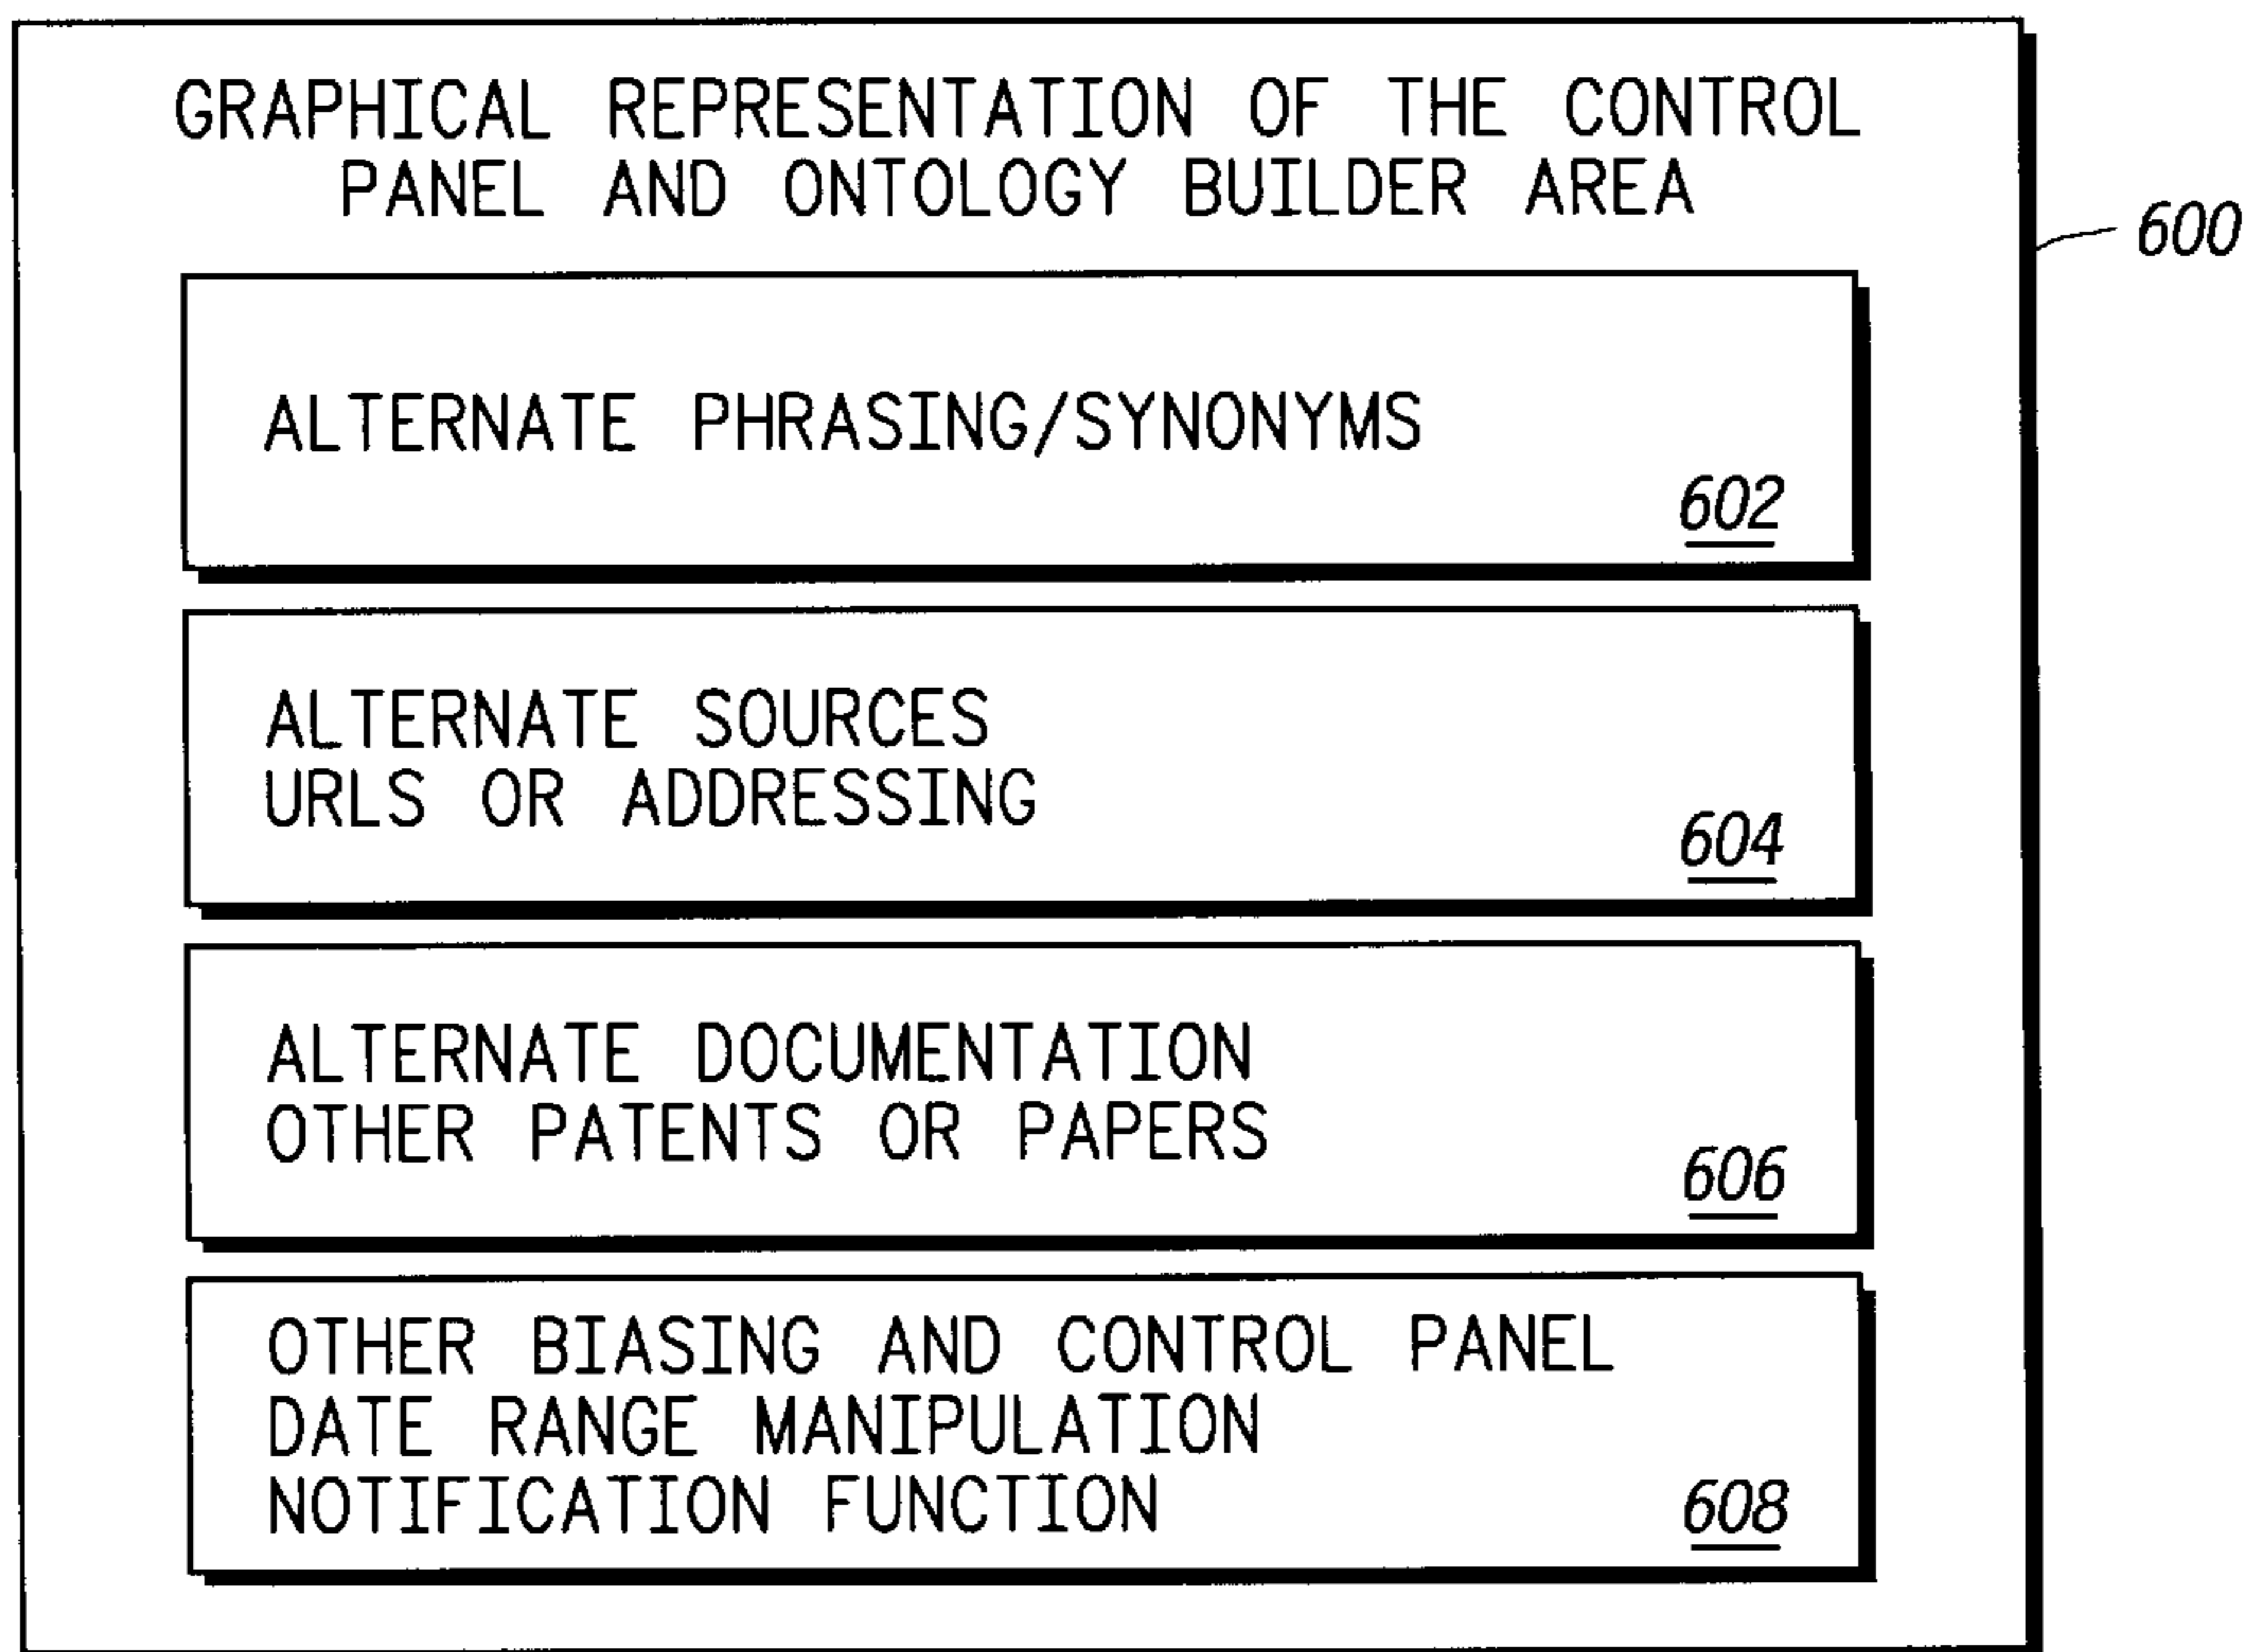 GRAPHICAL REPRESENTATION OF THE CONTROL
PANEL AND ONTOLOGY BUILDER AREA
600
ALTERNATE PHRASING/SYNONYMS
602
ALTERNATE SOURCES
URLS OR ADDRESSING
604
ALTERNATE DOCUMENTATION
OTHER PATENTS OR PAPERS
606
OTHER BIASING AND CONTROL PANEL
DATE RANGE MANIPULATION
NOTIFICATION FUNCTION
608